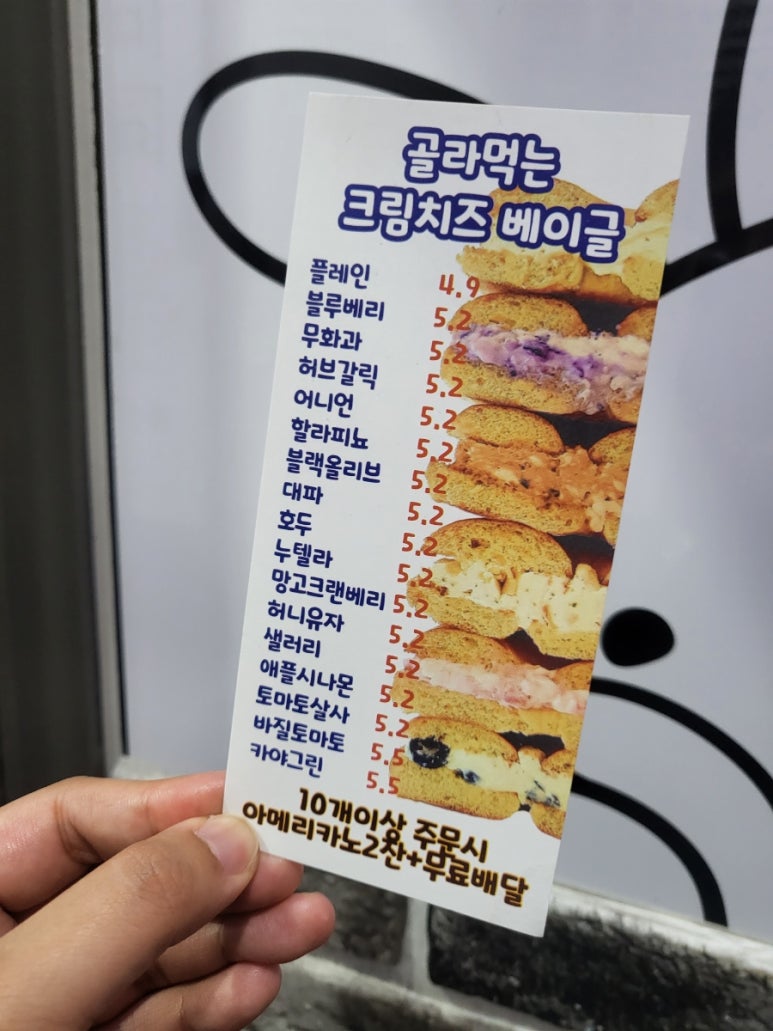 골라먹는
크림치즈 베이글
플레인 4.9
블루베리 5.2
무화과 5.2
허브갈릭 5.2
어니언 5.2
할라피뇨 5.2
블랙올리브 5.2
대파 5.2
호두 5.2
누텔라 5.2
망고크랜베리 5.2
허니유자 5.2
샐러리 5.2
애플시나몬 5.2
토마토살사 5.2
바질토마토 5.5
카야그린 5.5
10개이상 주문시
아메리카노2잔+무료배달